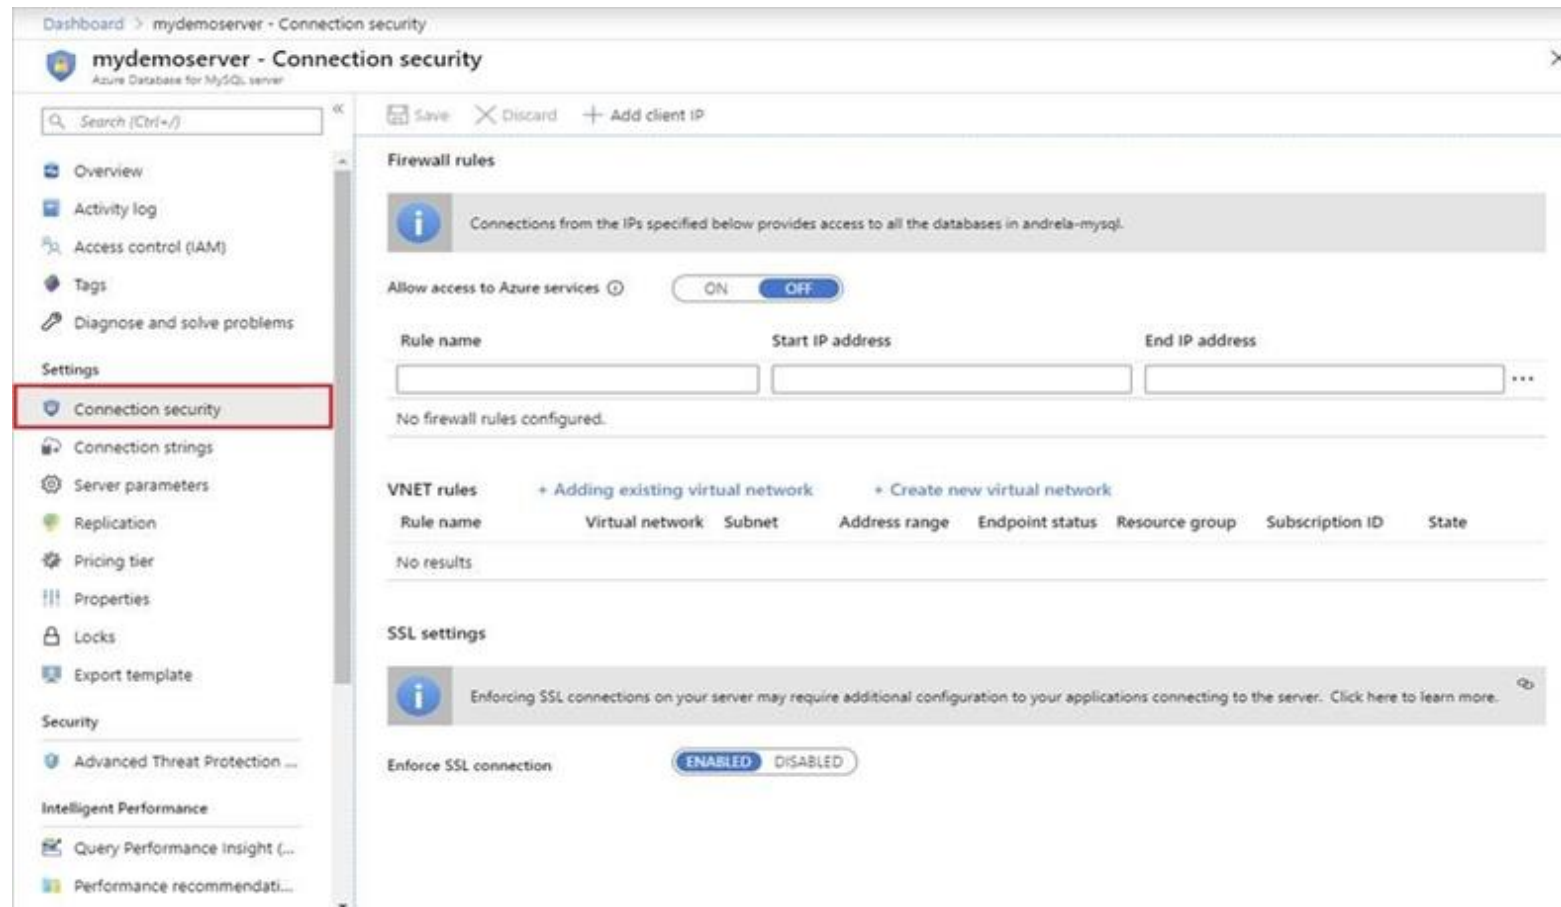 Dashboard > mydemoserver - Connection security
mydemoserver - Connection security
Azure Database for MySQL server
Search (Ctrl+/)
«
Overview
Activity log
Access control (IAM)
Tags
Diagnose and solve problems
Settings
Connection security
Connection strings
Server parameters
Replication
Pricing tier
Properties
Locks
Export template
Security
Advanced Threat Protection ...
Intelligent Performance
Query Performance Insight (...
Performance recommendati...
Save Discard + Add client IP
Firewall rules
Connections from the IPs specified below provides access to all the databases in andrela-mysql.
Allow access to Azure services ON OFF
Rule name Start IP address End IP address
...
No firewall rules configured.
VNET rules + Adding existing virtual network + Create new virtual network
Rule name Virtual network Subnet Address range Endpoint status Resource group Subscription ID State
No results
SSL settings
Enforcing SSL connections on your server may require additional configuration to your applications connecting to the server. Click here to learn more.
Enforce SSL connection ENABLED DISABLED